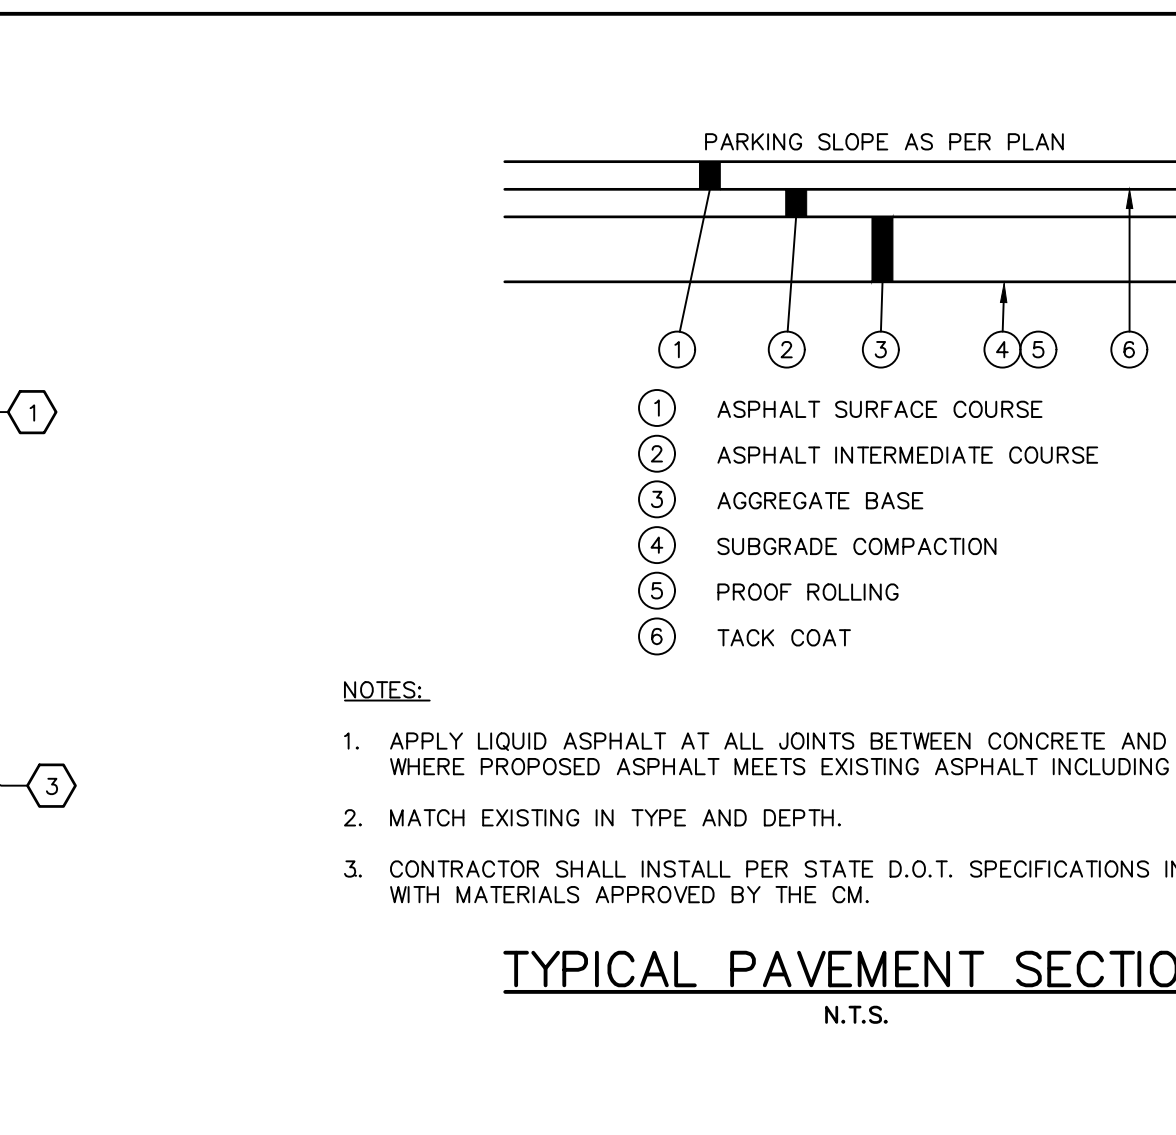 PARKING SLOPE AS PER PLAN
1 2 3 4 5 6
1 ASPHALT SURFACE COURSE
2 ASPHALT INTERMEDIATE COURSE
3 AGGREGATE BASE
4 SUBGRADE COMPACTION
5 PROOF ROLLING
6 TACK COAT
1
3
NOTES:
1. APPLY LIQUID ASPHALT AT ALL JOINTS BETWEEN CONCRETE AND
WHERE PROPOSED ASPHALT MEETS EXISTING ASPHALT INCLUDING
2. MATCH EXISTING IN TYPE AND DEPTH.
3. CONTRACTOR SHALL INSTALL PER STATE D.O.T. SPECIFICATIONS
WITH MATERIALS APPROVED BY THE CM.
TYPICAL PAVEMENT
N.T.S.